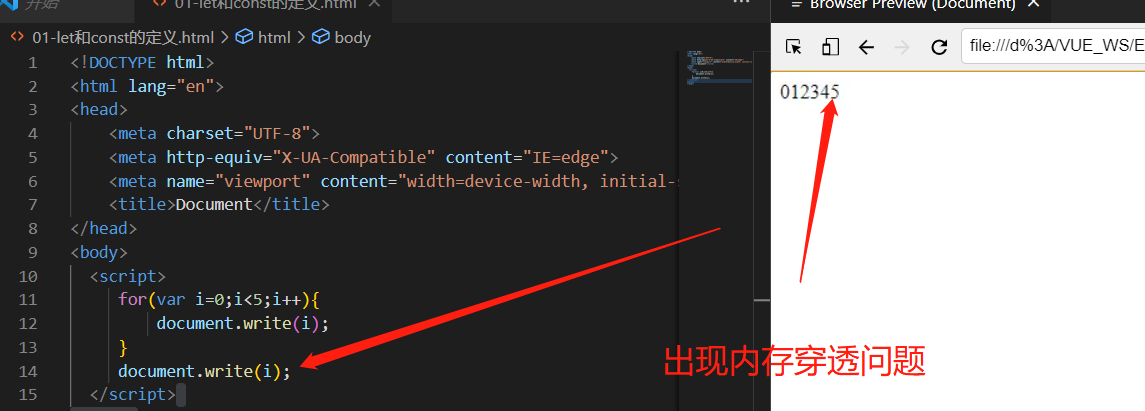 开始
01-let和const的定义.html
01-let和const的定义.html > html > body
1 <!DOCTYPE html>
2 <html lang="en">
3 <head>
4 <meta charset="UTF-8">
5 <meta http-equiv="X-UA-Compatible" content="IE=edge">
6 <meta name="viewport" content="width=device-width, initial-s
7 <title>Document</title>
8 </head>
9 <body>
10 <script>
11 for(var i=0;i<5;i++){
12 document.write(i);
13 }
14 document.write(i);
15 </script>
Browser Preview (Document)
file:///d%3A/VUE_WS/E
012345
出现内存穿透问题